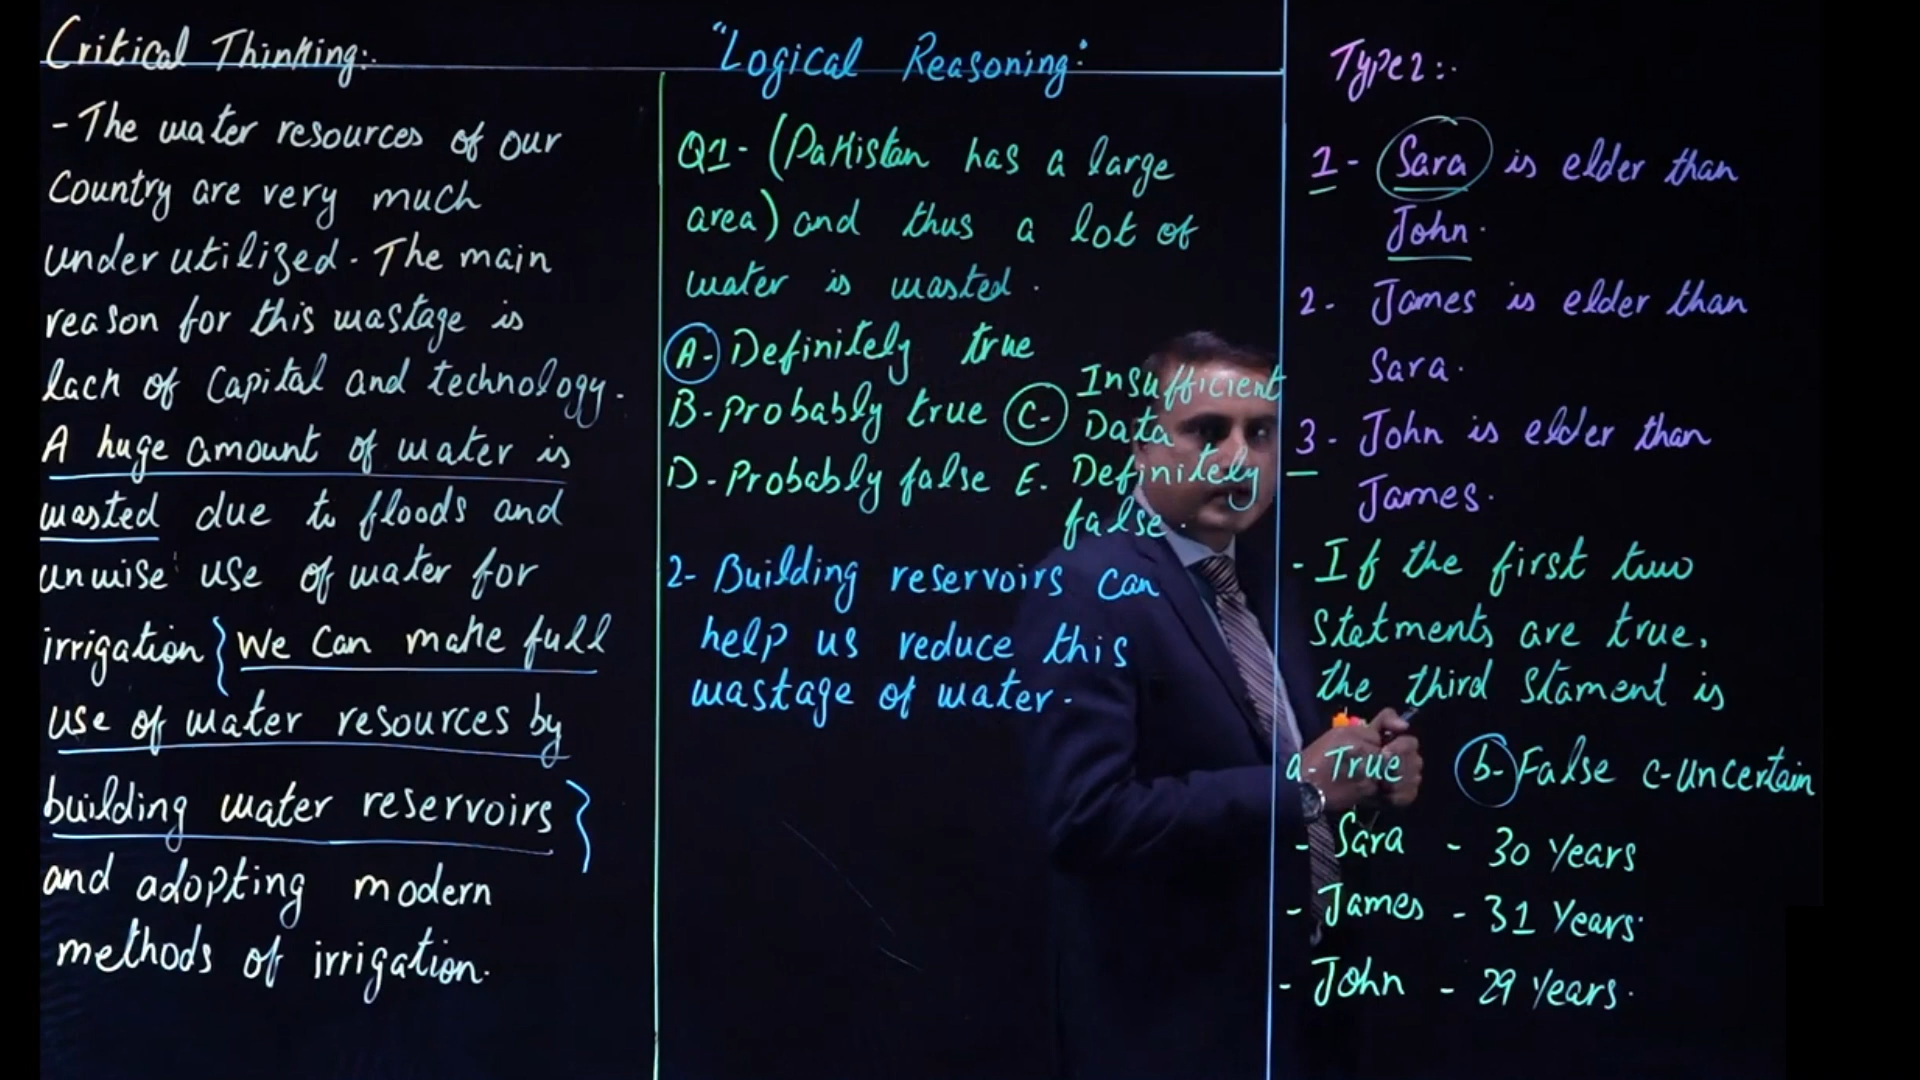 Critical Thinking:.
- The water resources of our
Country are very much
under utilized. The main
reason for this wastage is
lack of Capital and technology.
A huge amount of water is
wasted due to floods and
unwise use of water for
irrigation } We Can make full
use of water resources by
building water reservoirs }
and adopting modern
methods of irrigation.
"Logical Reasoning:"
Q1- (Pakistan has a large
area) and thus a lot of
water is wasted.
A- Definitely true
B- Probably true C- Insufficient
Data
D- Probably false E. Definitely
false.
2- Building reservoirs can
help us reduce this
wastage of water.
Type 2:.
1- Sara is elder than
John.
2- James is elder than
Sara.
3- John is elder than
James.
- If the first two
Statments are true,
the third Stament is
a- True b- False c- Uncertain
- Sara - 30 Years
- James - 31 Years.
- John - 29 Years.